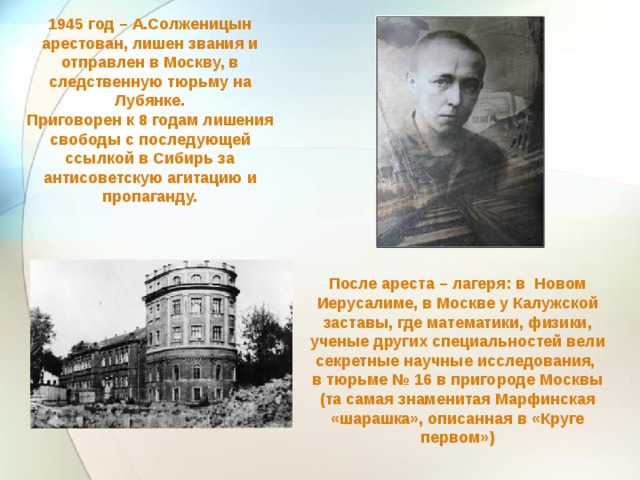 1945 год – А.Солженицын
арестован, лишен звания и
отправлен в Москву, в
следственную тюрьму на
Лубянке.
Приговорен к 8 годам лишения
свободы с последующей
ссылкой в Сибирь за
антисоветскую агитацию и
пропаганду.
После ареста – лагеря: в Новом
Иерусалиме, в Москве у Калужской
заставы, где математики, физики,
ученые других специальностей вели
секретные научные исследования,
в тюрьме № 16 в пригороде Москвы
(та самая знаменитая Марфинская
«шарашка», описанная в «Круге
первом»)